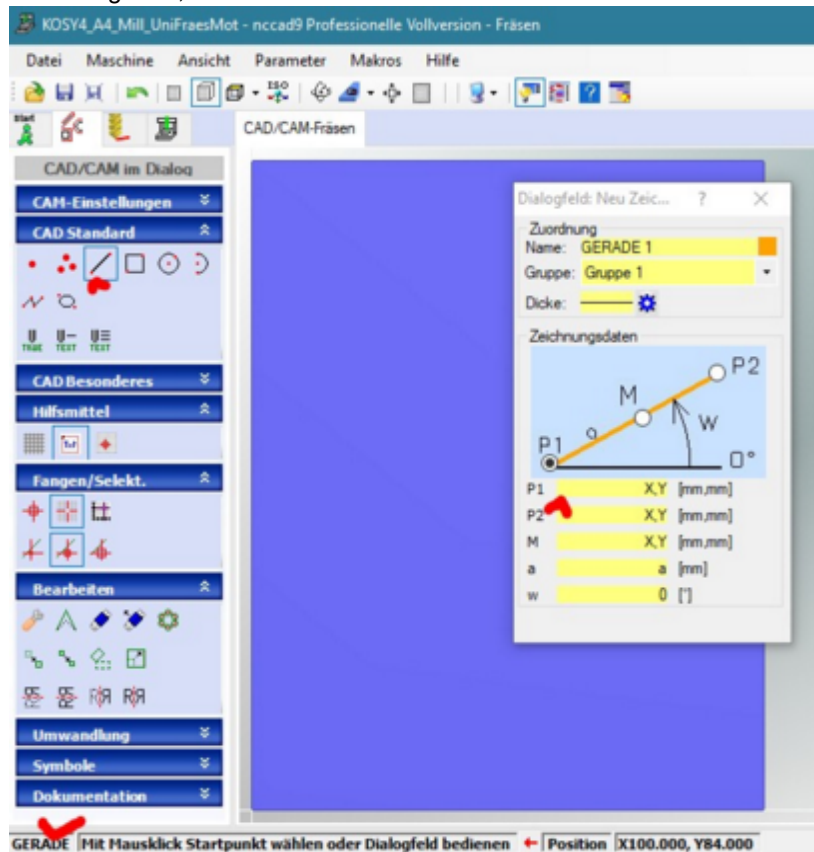 KOSY4_A4_Mill_UniFraesMot - nccad9 Professionelle Vollversion - Fräsen
Datei Maschine Ansicht Parameter Makros Hilfe
ISO
Start
CAD/CAM-Fräsen
CAD/CAM im Dialog
CAM-Einstellungen
CAD Standard
TRUE TEXT TEXT
CAD Besonderes
Hilfsmittel
Fangen/Selekt.
Bearbeiten
Umwandlung
Symbole
Dokumentation
Dialogfeld: Neu Zeic... ?
Zuordnung
Name: GERADE 1
Gruppe: Gruppe 1
Dicke:
Zeichnungsdaten
P2
M
a
W
P1
0°
P1 X,Y [mm,mm]
P2 X,Y [mm,mm]
M X,Y [mm,mm]
a a [mm]
w 0 [°]
GERADE Mit Mausklick Startpunkt wählen oder Dialogfeld bedienen Position X100.000, Y84.000